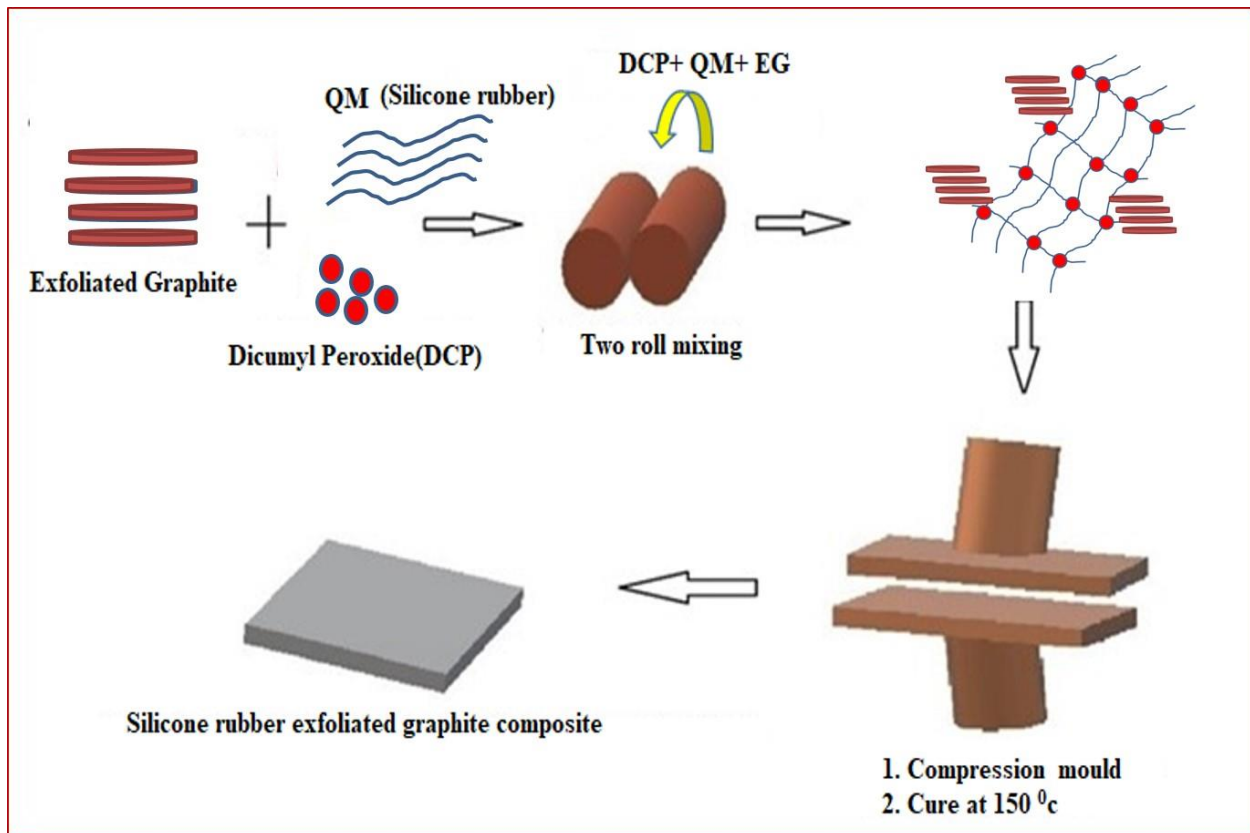 DCP+ QM+ EG
QM (Silicone rubber)
+
Exfoliated Graphite
Dicumyl Peroxide(DCP)
Two roll mixing
Silicone rubber exfoliated graphite composite
1. Compression mould
2. Cure at 150 ⁰c